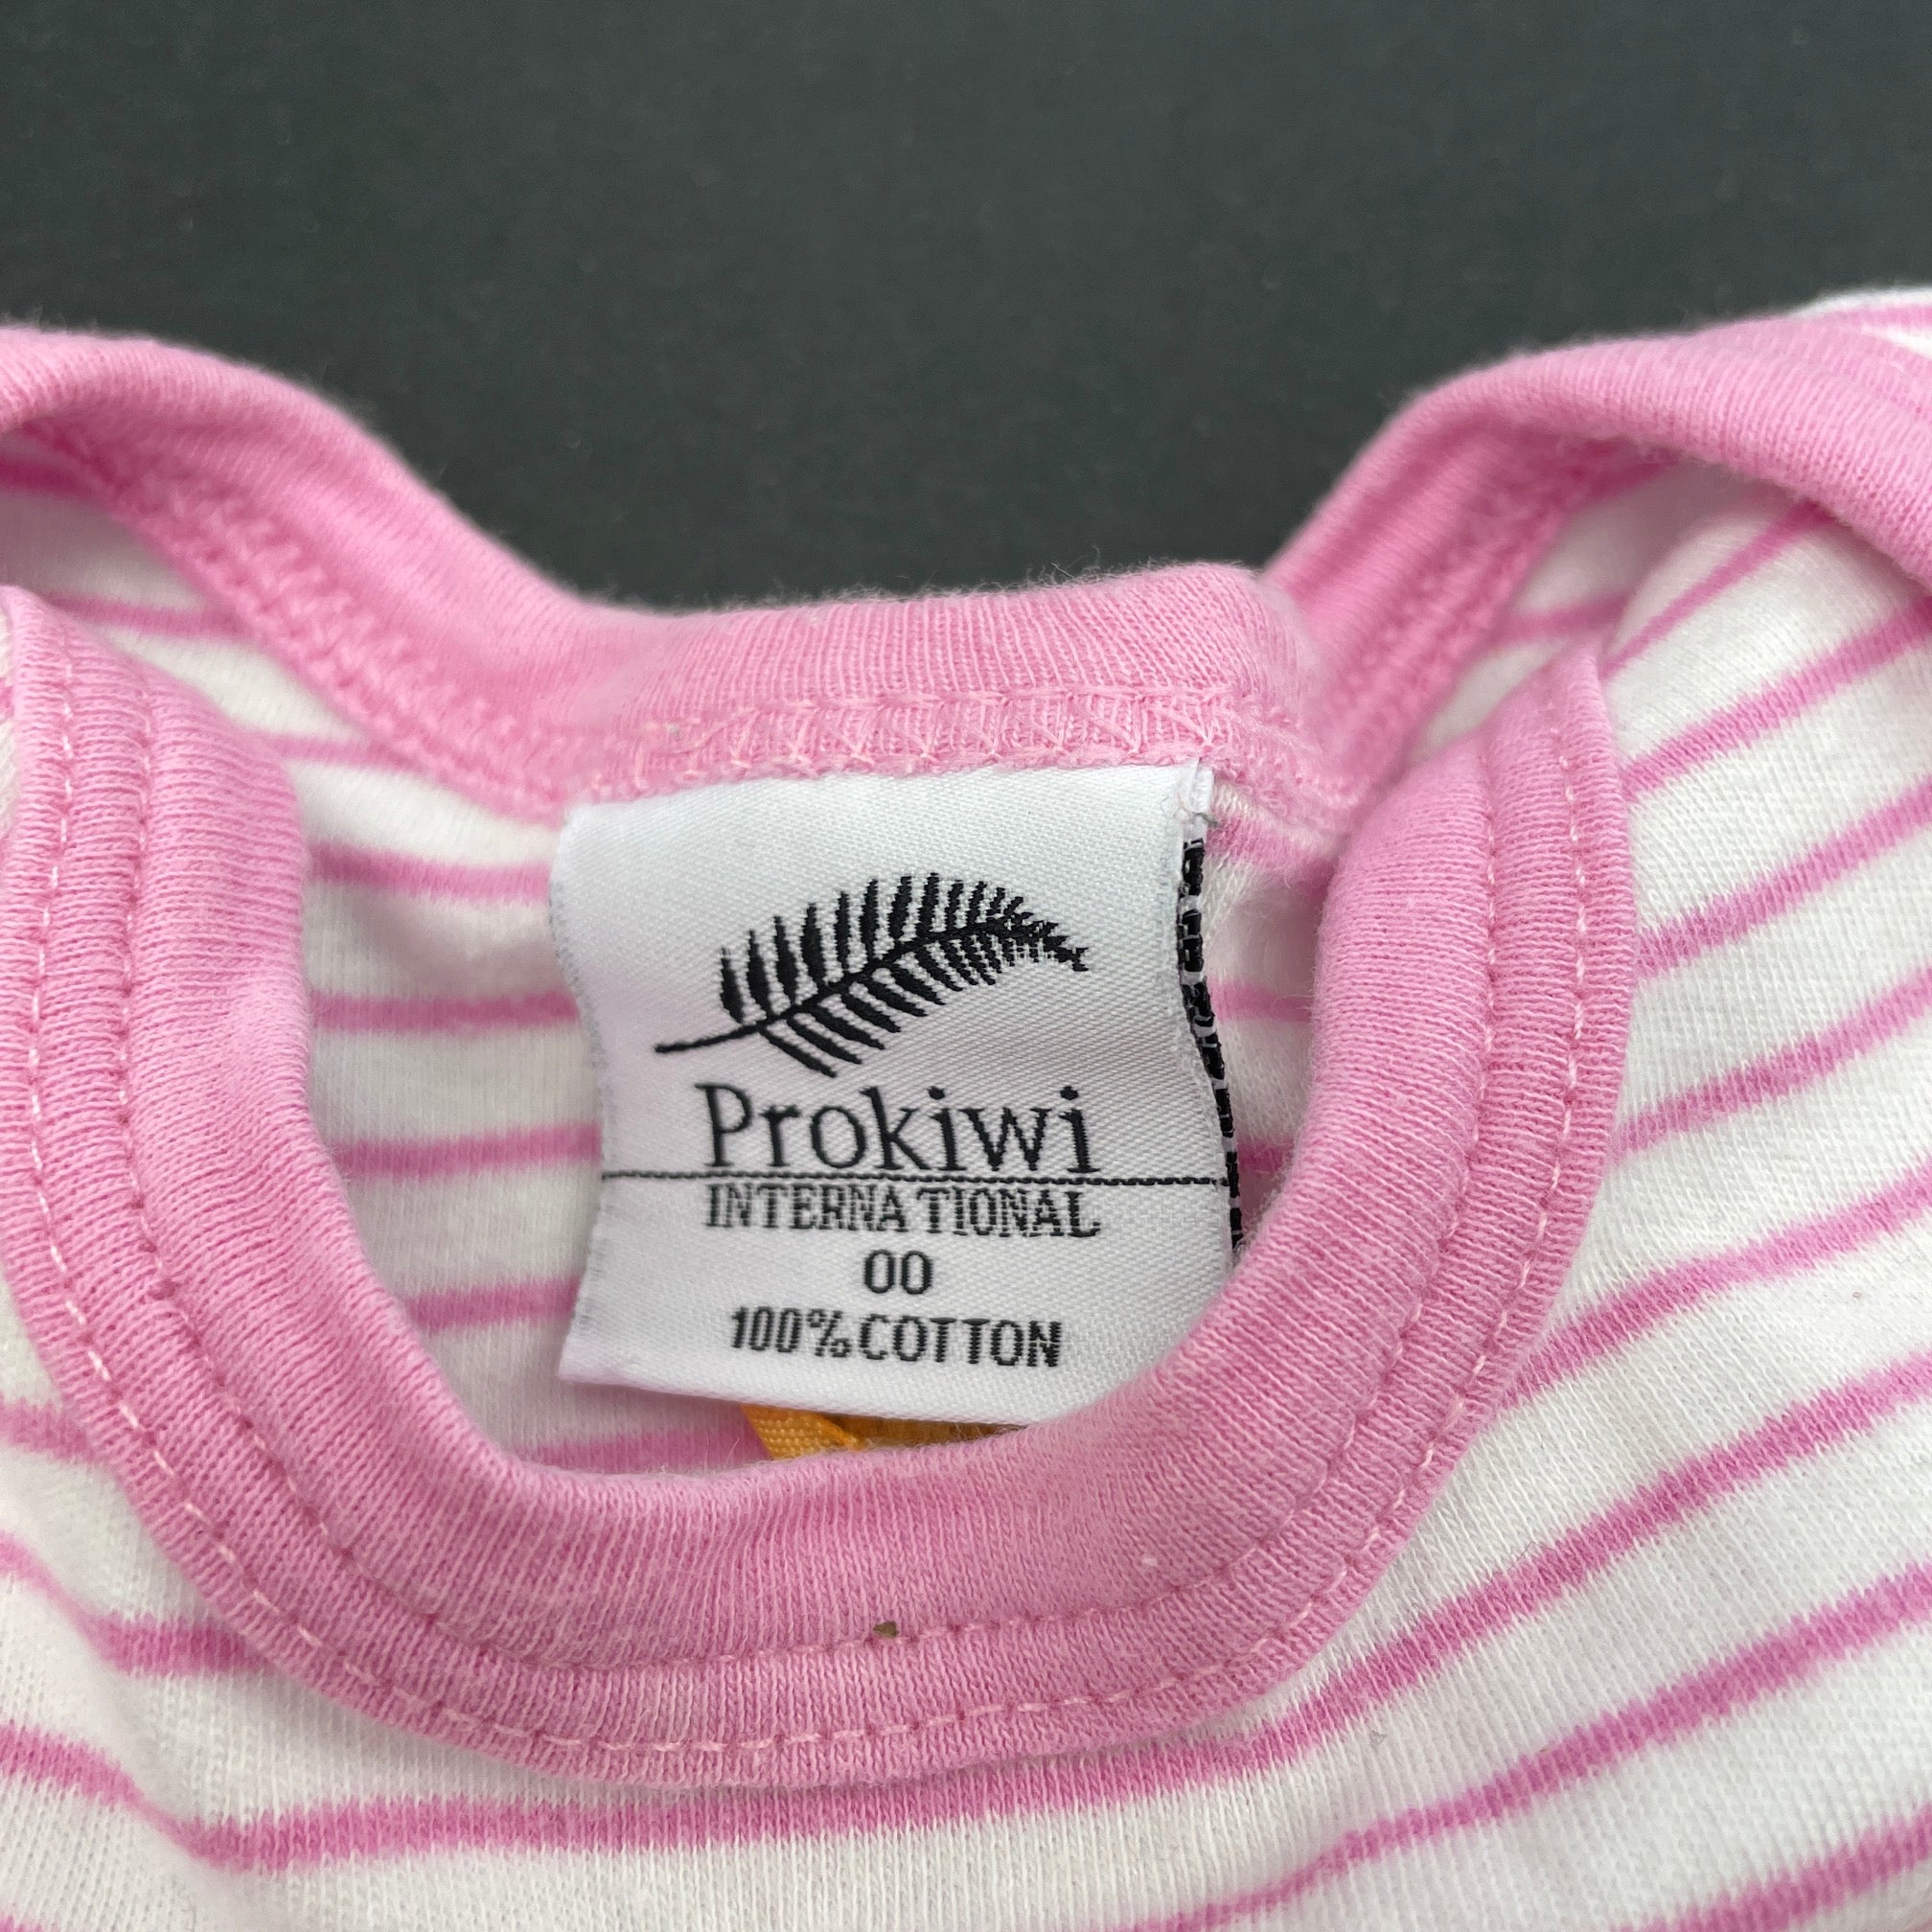 Prokiwi
INTERNATIONAL
00
100% COTTON